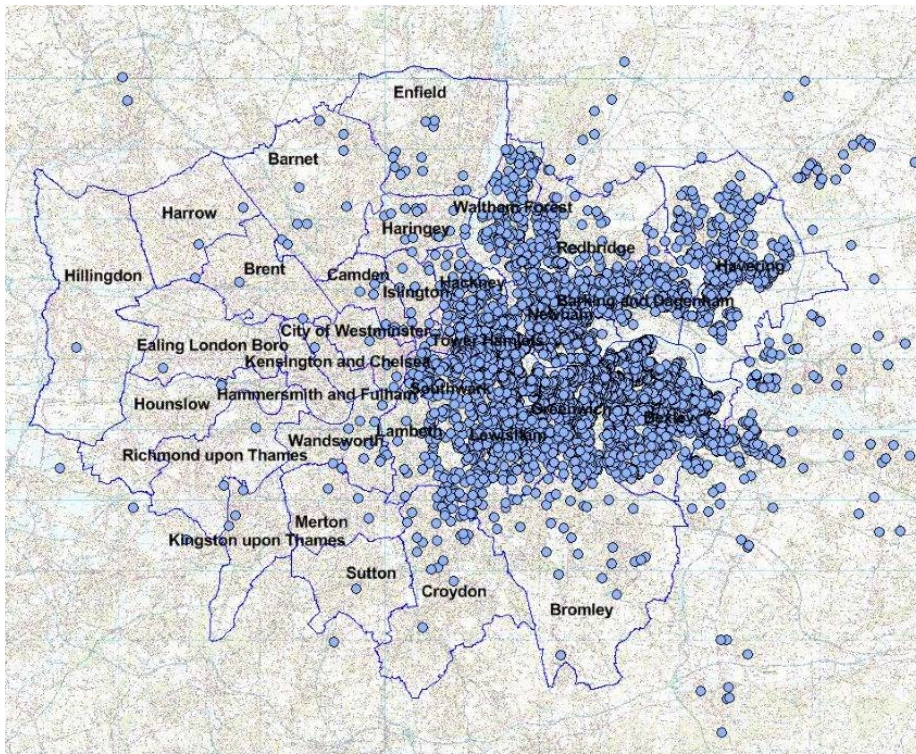 Enfield
Barnet
Waltham Forest
Harrow
Haringey
Redbridge
Hillingdon
Brent
Camden
Havering
Hackney
Islington
Barking and Dagenham
Newham
City of Westminster
Tower Hamlets
Ealing London Boro
Kensington and Chelsea
Southwark
Hammersmith and Fulham
Hounslow
Greenwich
Bexley
Lambeth
Lewisham
Wandsworth
Richmond upon Thames
Merton
Kingston upon Thames
Sutton
Croydon
Bromley